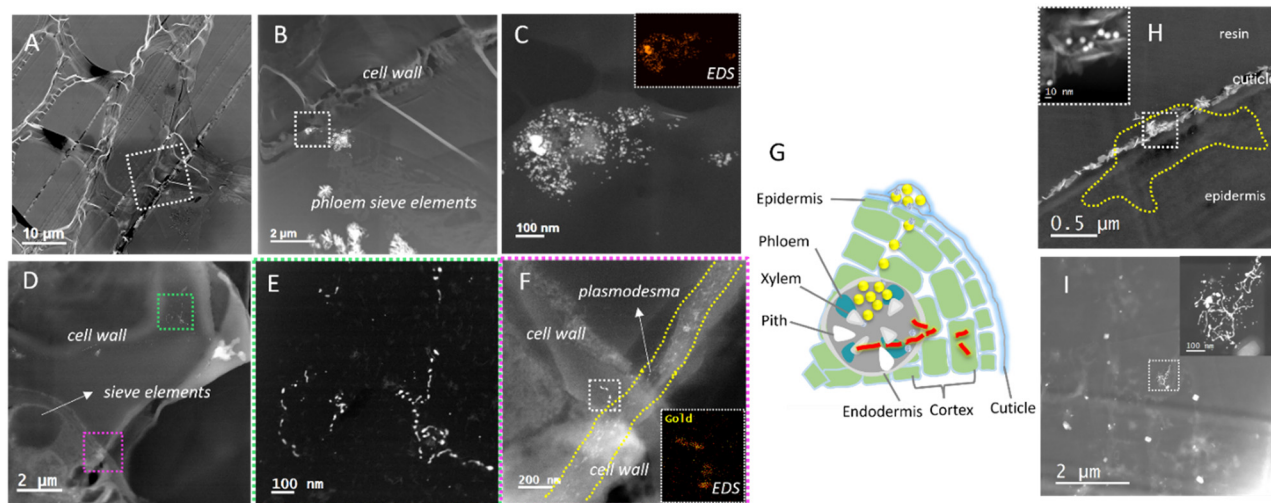 A
10 µm
B
cell wall
phloem sieve elements
2 µm
C
EDS
100 nm
D
cell wall
sieve elements
2 µm
E
100 nm
F
plasmodesma
cell wall
cell wall
Gold
200 nm
EDS
G
Epidermis
Phloem
Xylem
Pith
Endodermis
Cortex
Cuticle
H
10 nm
resin
cuticle
epidermis
0.5 µm
I
100 nm
2 µm